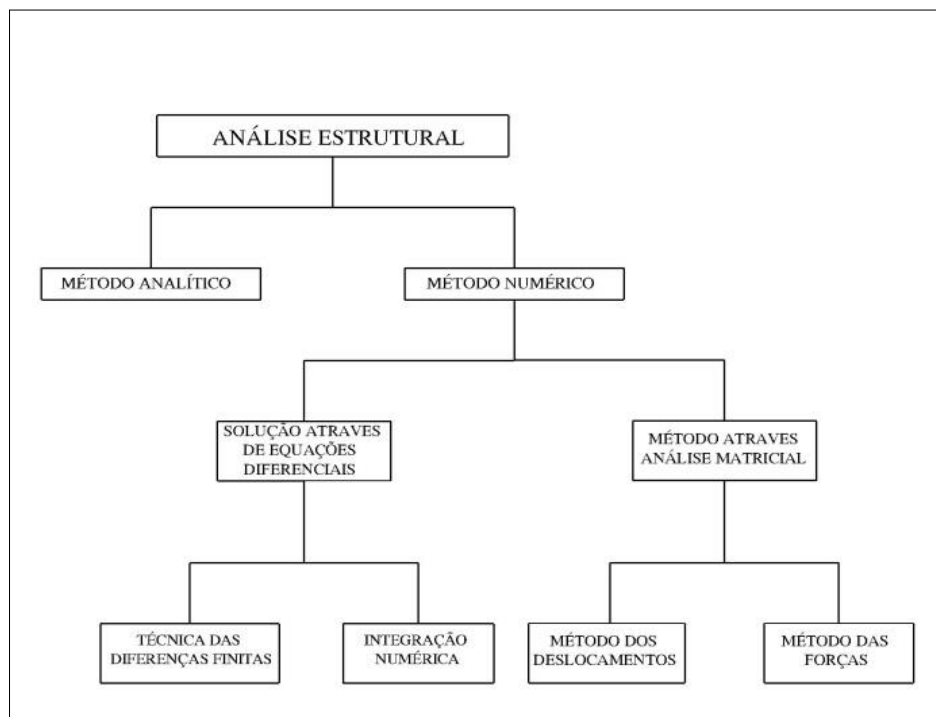 ANÁLISE ESTRUTURAL
MÉTODO ANALÍTICO
MÉTODO NUMÉRICO
SOLUÇÃO ATRAVES
DE EQUAÇÕES
DIFERENCIAIS
MÉTODO ATRAVES
ANÁLISE MATRICIAL
TÉCNICA DAS
DIFERENÇAS FINITAS
INTEGRAÇÃO
NUMÉRICA
MÉTODO DOS
DESLOCAMENTOS
MÉTODO DAS
FORÇAS